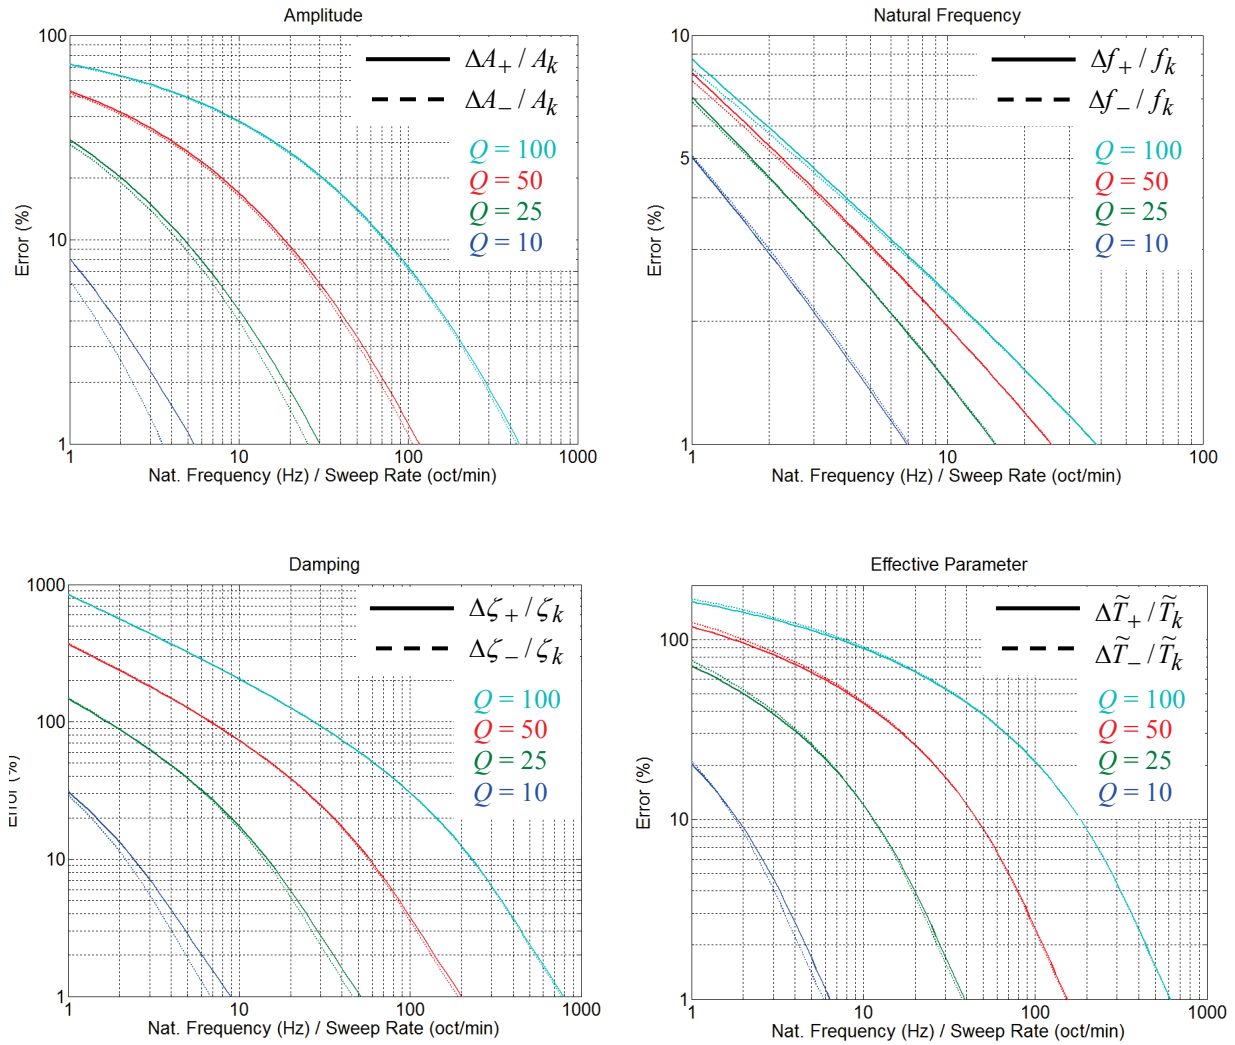 Amplitude
100
10
1
Error (%)
ΔA₊ / Aₖ
ΔA₋ / Aₖ
Q = 100
Q = 50
Q = 25
Q = 10
1 10 100 1000
Nat. Frequency (Hz) / Sweep Rate (oct/min)
Natural Frequency
10
5
1
Error (%)
Δf₊ / fₖ
Δf₋ / fₖ
Q = 100
Q = 50
Q = 25
Q = 10
1 10 100
Nat. Frequency (Hz) / Sweep Rate (oct/min)
Damping
1000
100
10
1
Error (%)
Δζ₊ / ζₖ
Δζ₋ / ζₖ
Q = 100
Q = 50
Q = 25
Q = 10
1 10 100 1000
Nat. Frequency (Hz) / Sweep Rate (oct/min)
Effective Parameter
100
10
1
Error (%)
ΔT̃₊ / T̃ₖ
ΔT̃₋ / T̃ₖ
Q = 100
Q = 50
Q = 25
Q = 10
1 10 100 1000
Nat. Frequency (Hz) / Sweep Rate (oct/min)